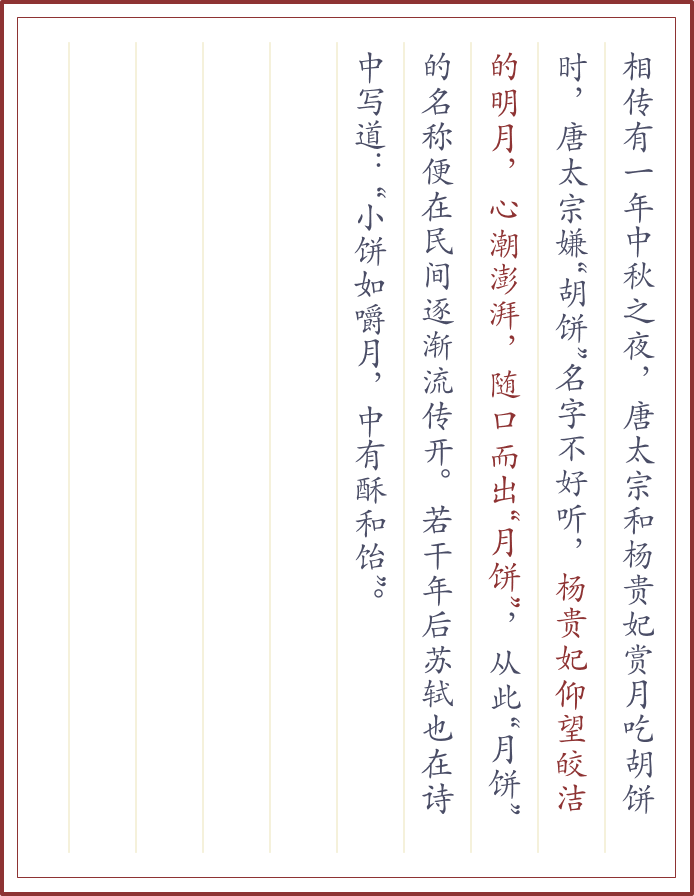 相传有一年中秋之夜，唐太宗和杨贵妃赏月吃胡饼
时，唐太宗嫌“胡饼”名字不好听，杨贵妃仰望皎洁
的明月，心潮澎湃，随口而出“月饼”，从此“月饼”
的名称便在民间逐渐流传开。若干年后苏轼也在诗
中写道：“小饼如嚼月，中有酥和饴”。